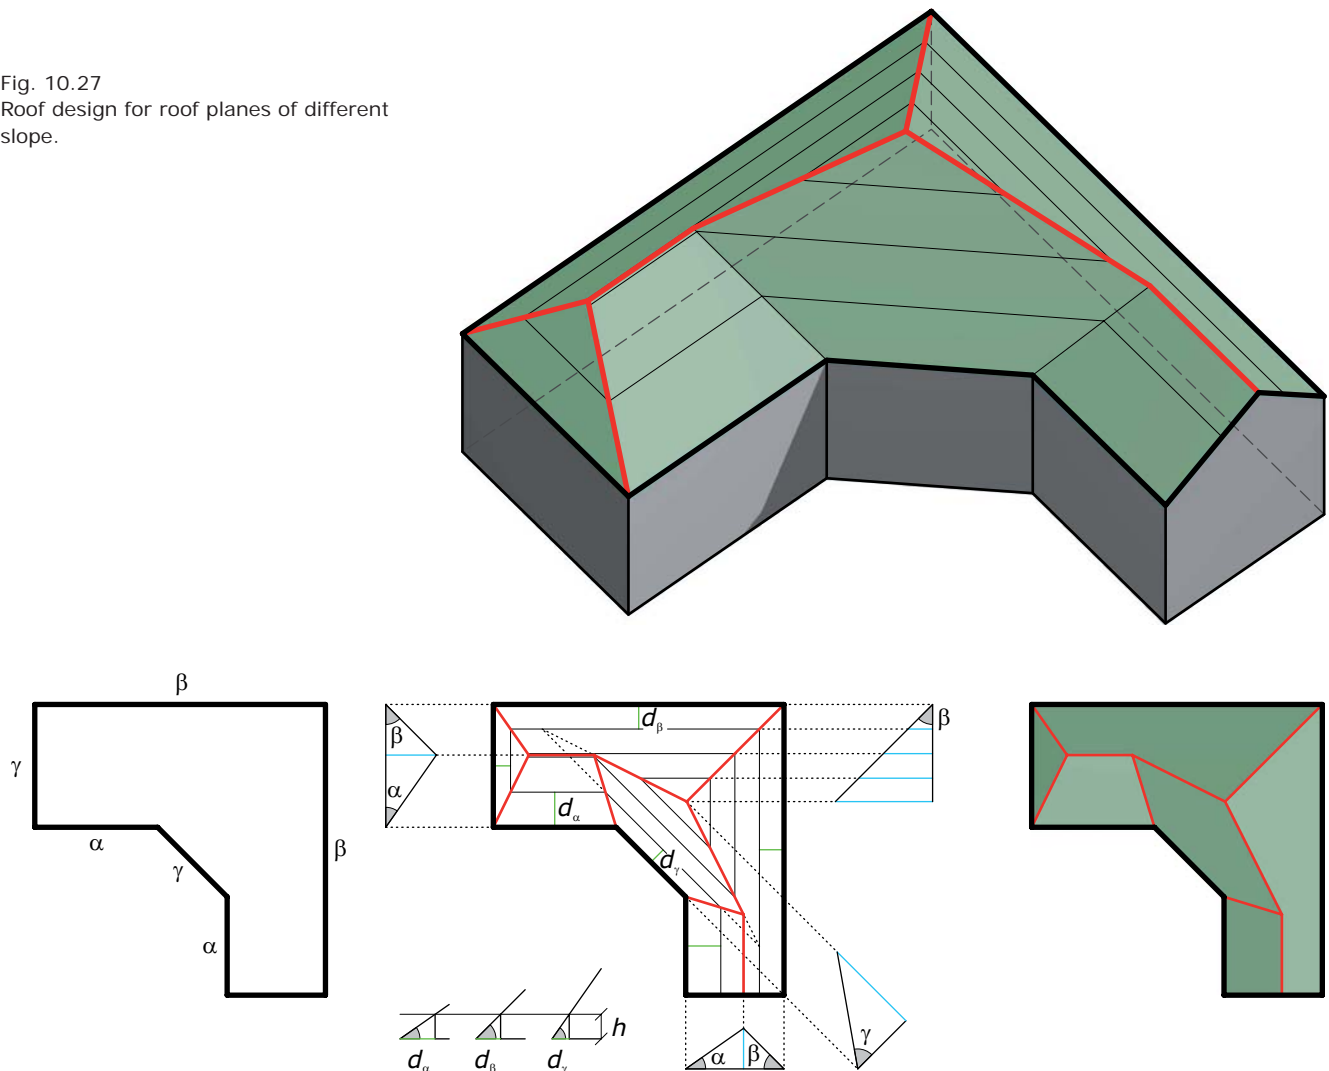 Fig. 10.27
Roof design for roof planes of different
slope.
β
γ
α
γ
α
β
β
α
dβ
dα
dγ
β
γ
α β
h
dα dβ dγ